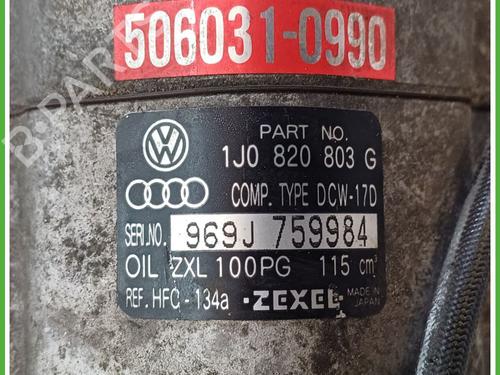 506031-0990
PART NO.
1J0 820 803 G
COMP. TYPE DCW-17D
SERI.NO. 969J 759984
OIL ZXL 100PG 115 cm³
REF. HFC-134a ·ZEXEL· MADE IN JAPAN
B-PARTS